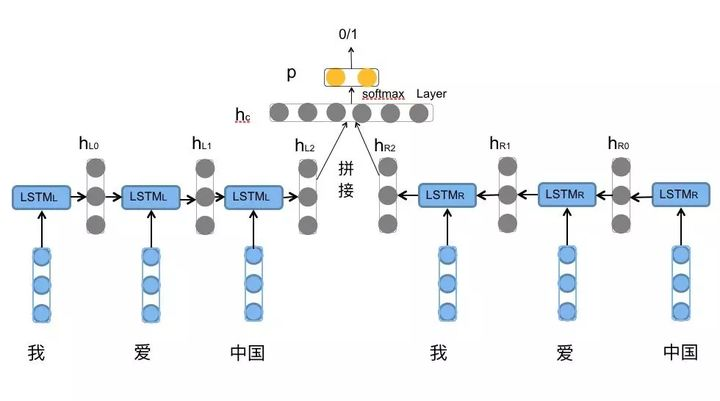 0/1
p
softmax Layer
hc
hL0 hL1 hL2 拼接 hR2 hR1 hR0
LSTML LSTML LSTML LSTMR LSTMR LSTMR
我 爱 中国 我 爱 中国